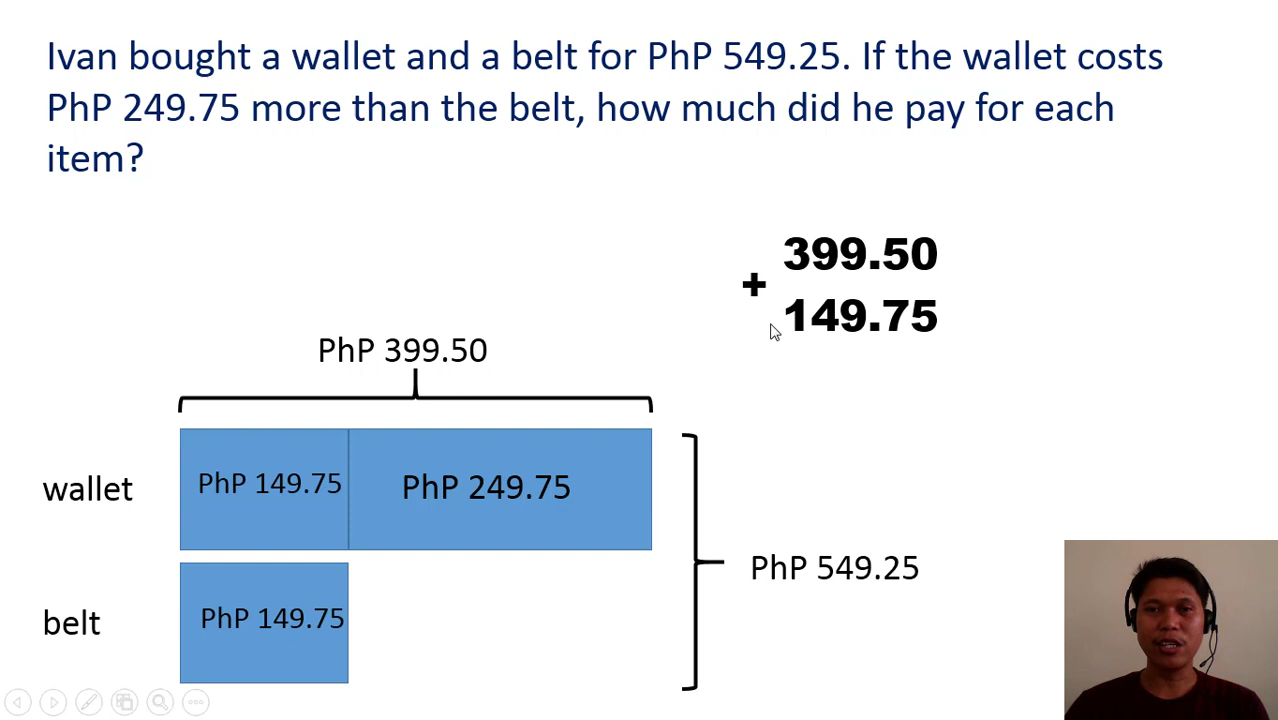 Ivan bought a wallet and a belt for PhP 549.25. If the wallet costs
PhP 249.75 more than the belt, how much did he pay for each
item?
399.50
+
149.75
PhP 399.50
wallet
PhP 149.75
PhP 249.75
PhP 549.25
belt
PhP 149.75